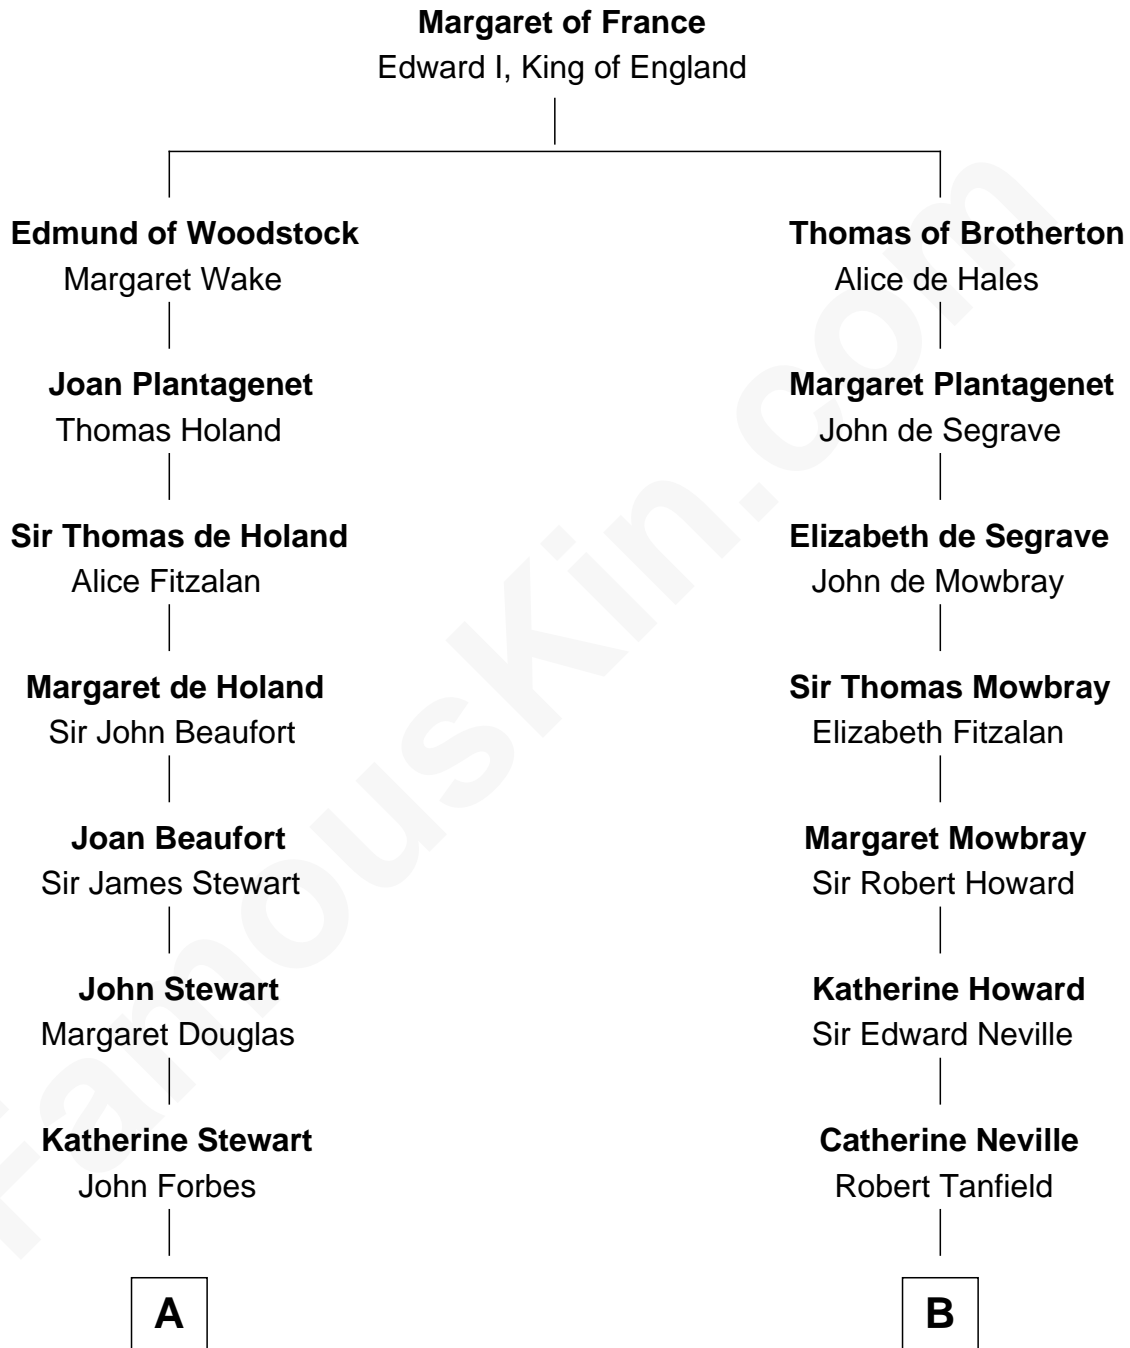 Margaret of France
Edward I, King of England
Edmund of Woodstock
Margaret Wake
Thomas of Brotherton
Alice de Hales
Joan Plantagenet
Thomas Holand
Margaret Plantagenet
John de Segrave
Sir Thomas de Holand
Alice Fitzalan
Elizabeth de Segrave
John de Mowbray
Margaret de Holand
Sir John Beaufort
Sir Thomas Mowbray
Elizabeth Fitzalan
Joan Beaufort
Sir James Stewart
Margaret Mowbray
Sir Robert Howard
John Stewart
Margaret Douglas
Katherine Howard
Sir Edward Neville
Katherine Stewart
John Forbes
Catherine Neville
Robert Tanfield
A
B
FamousKin.com